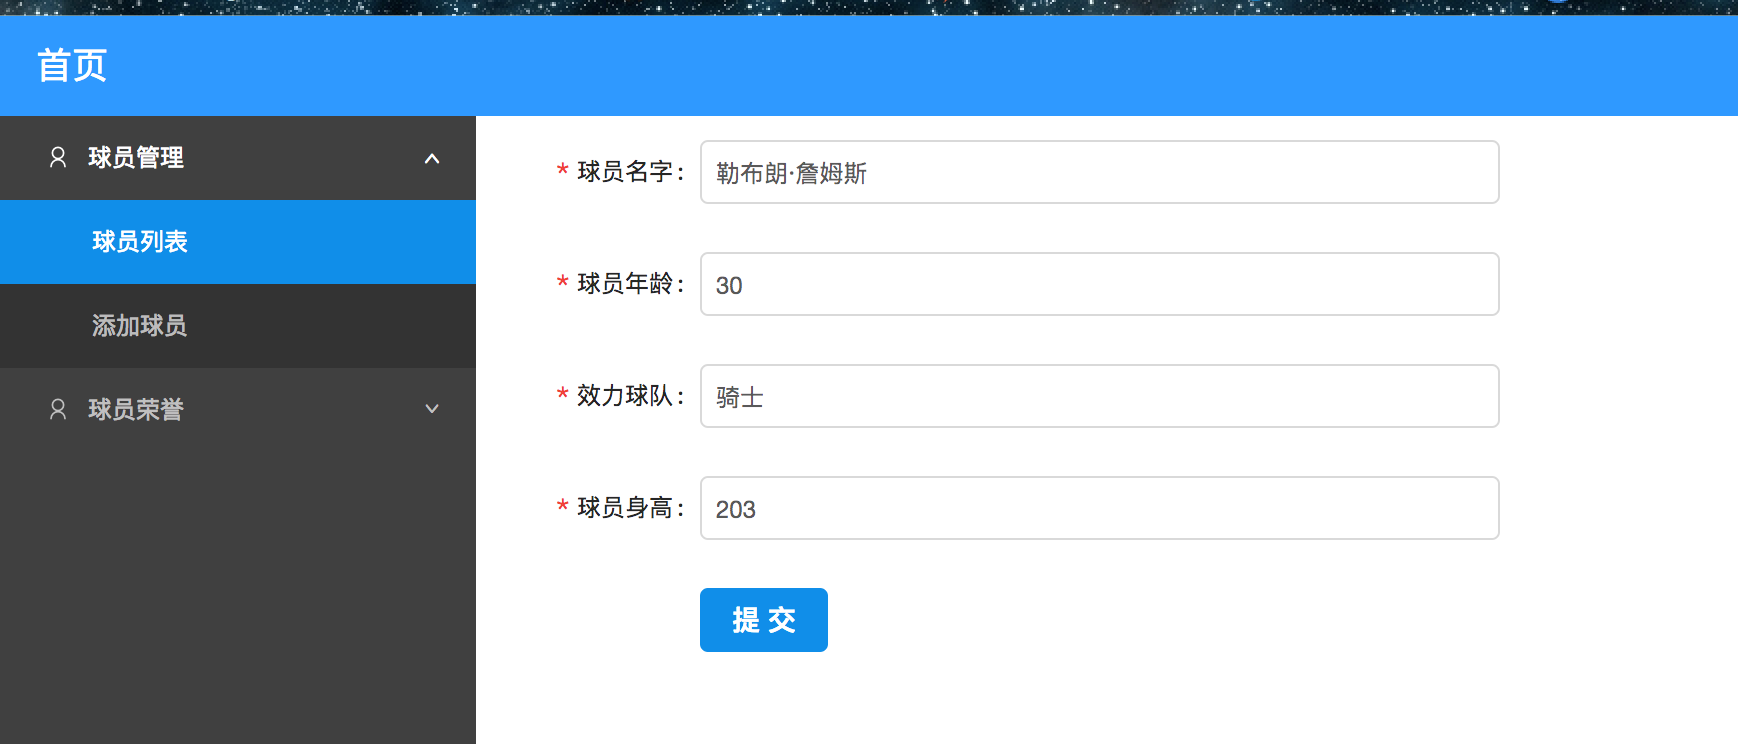 首页
球员管理
球员列表
添加球员
球员荣誉
* 球员名字: 勒布朗·詹姆斯
* 球员年龄: 30
* 效力球队: 骑士
* 球员身高: 203
提 交